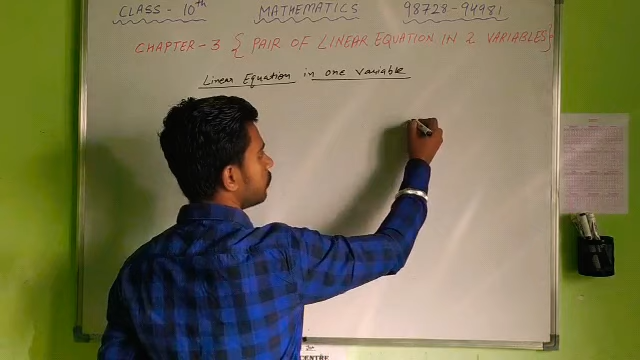 CLASS - 10th MATHEMATICS 98728-94981
CHAPTER-3 { PAIR OF LINEAR EQUATION IN 2 VARIABLES}
Linear Equation in one variable
CENTRE